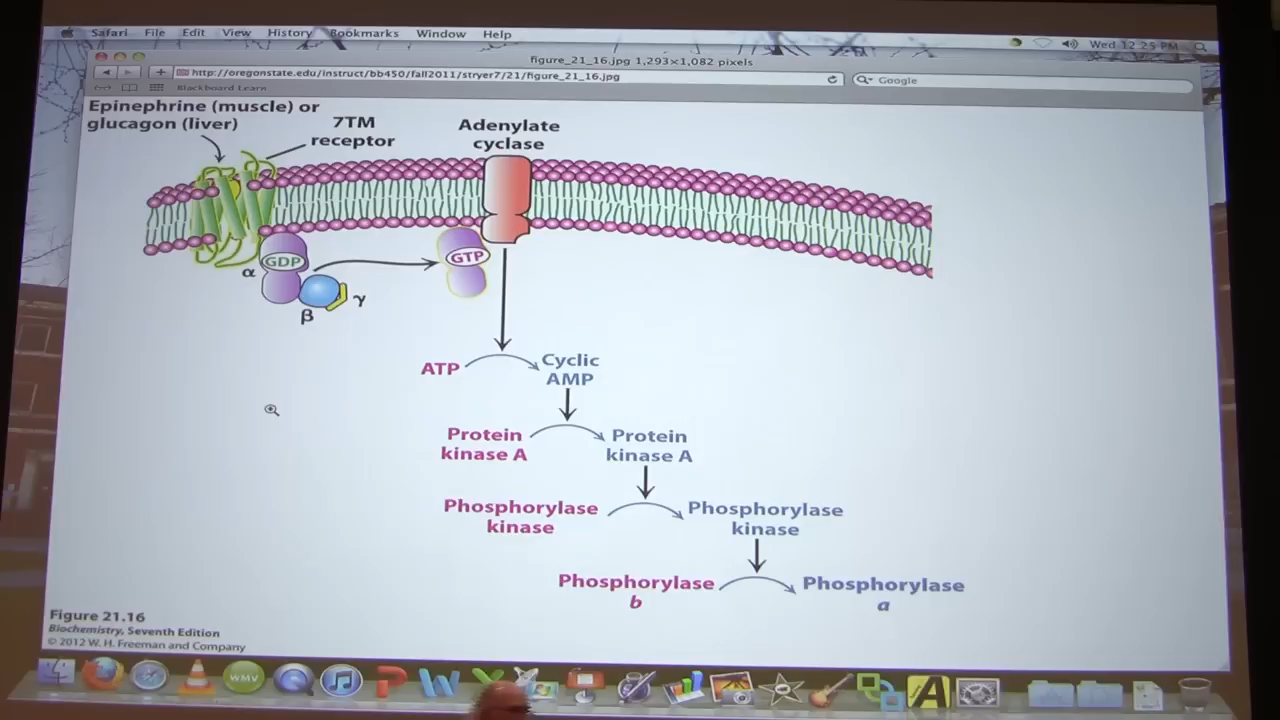 Safari File Edit View History Bookmarks Window Help Wed 12:25 PM
figure_21_16.jpg 1,293×1,082 pixels
http://oregonstate.edu/instruct/bb450/fall2011/stryer7/21/figure_21_16.jpg Google
Blackboard Learn
Epinephrine (muscle) or
glucagon (liver)
7TM
receptor
Adenylate
cyclase
GDP
GTP
α
β
γ
ATP
Cyclic
AMP
Protein
kinase A
Protein
kinase A
Phosphorylase
kinase
Phosphorylase
kinase
Phosphorylase
b
Phosphorylase
a
Figure 21.16
Biochemistry, Seventh Edition
© 2012 W. H. Freeman and Company
WMV
P W X
A